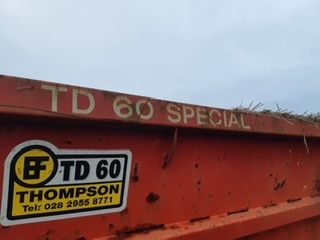 TD 60 SPECIAL
EF TD 60
THOMPSON
Tel: 028 2955 8771